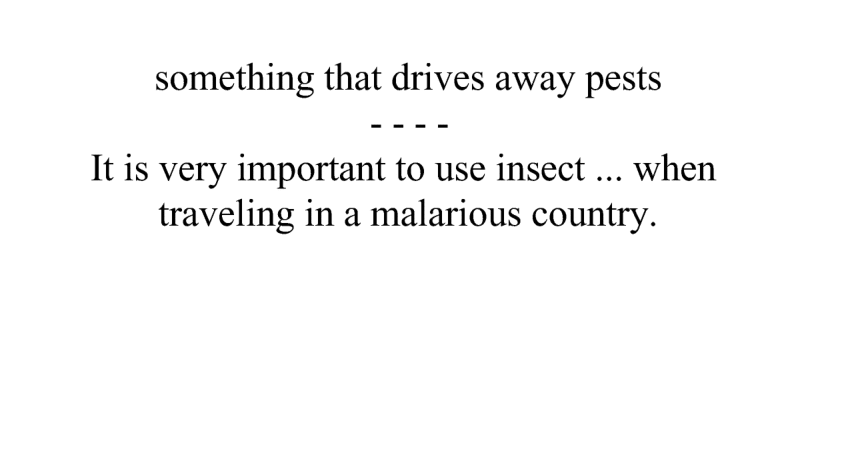 something that drives away pests
- - - -
It is very important to use insect ... when
traveling in a malarious country.